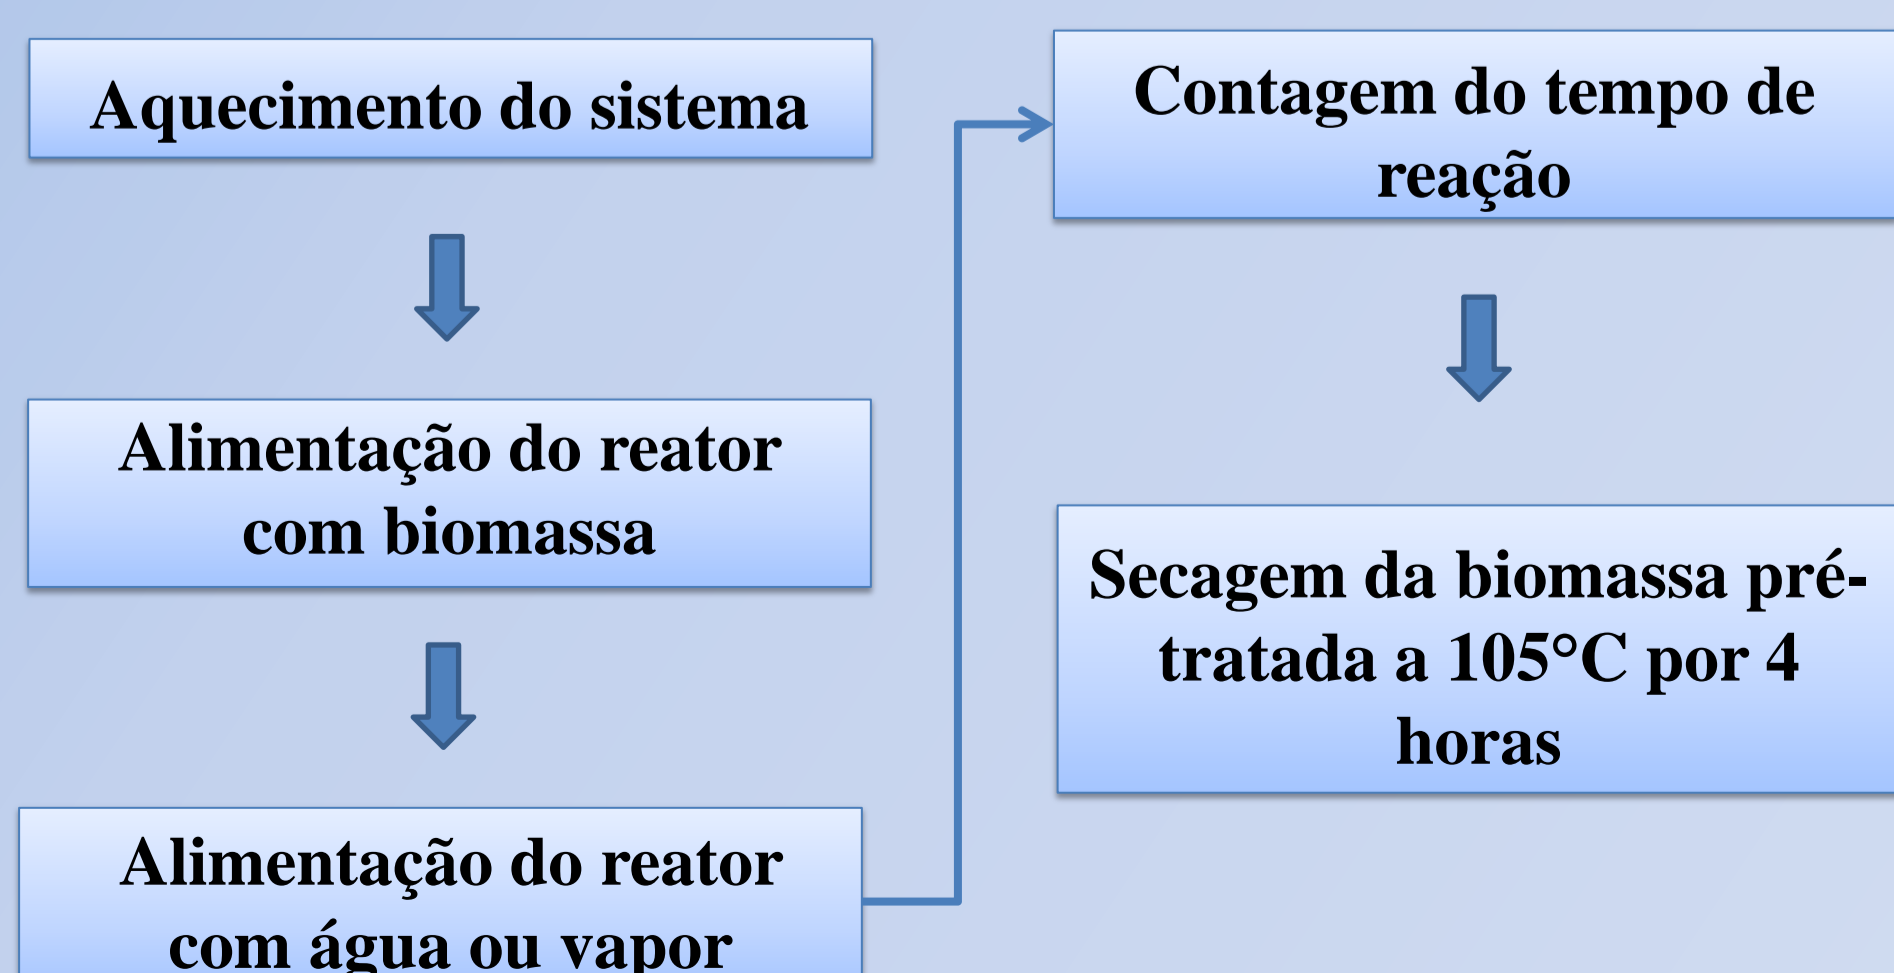 Aquecimento do sistema
Alimentação do reator
com biomassa
Alimentação do reator
com água ou vapor
Contagem do tempo de
reação
Secagem da biomassa pré-
tratada a 105°C por 4
horas